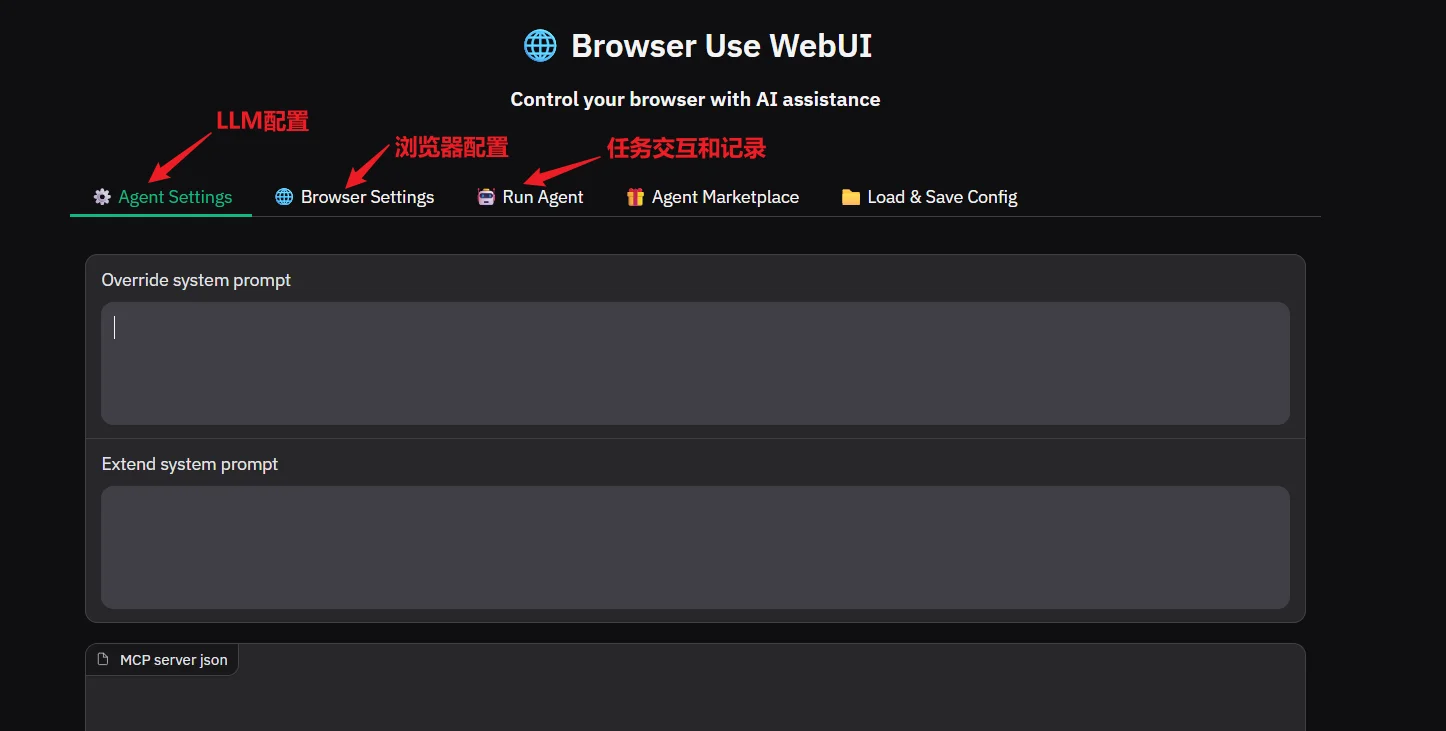 Browser Use WebUI
Control your browser with AI assistance
LLM配置
浏览器配置
任务交互和记录
Agent Settings
Browser Settings
Run Agent
Agent Marketplace
Load & Save Config
Override system prompt
Extend system prompt
MCP server json